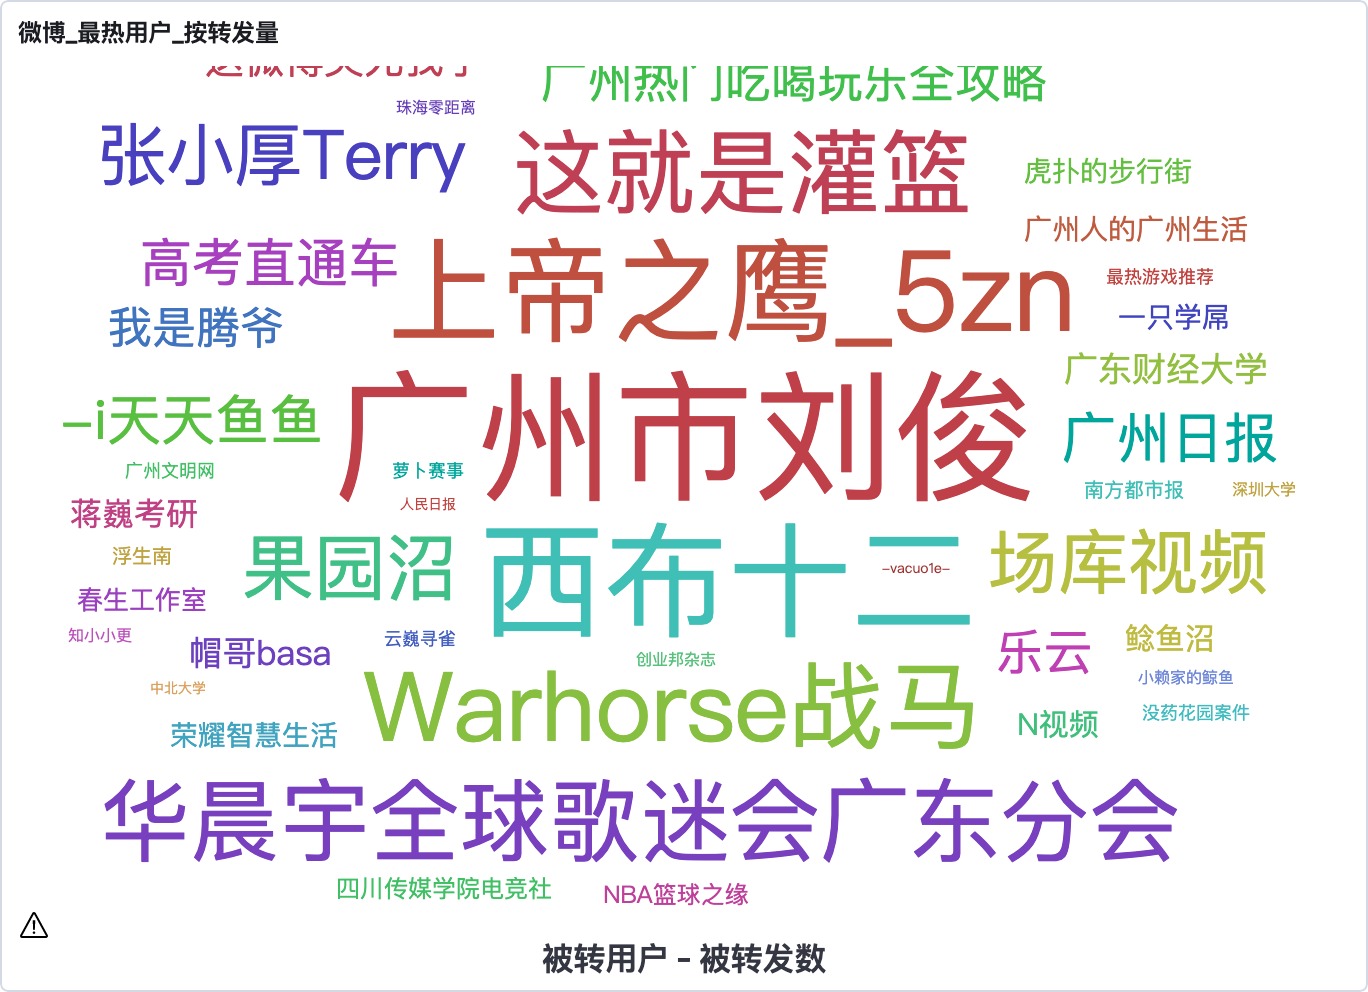 微博_最热用户_按转发量
广州热门吃喝玩乐全攻略
珠海零距离
张小厚Terry
这就是灌篮
虎扑的步行街
广州人的广州生活
高考直通车
上帝之鹰_5zn
最热游戏推荐
我是腾爷
一只学屌
广东财经大学
广州市刘俊
-i天天鱼鱼
广州日报
广州文明网
萝卜赛事
南方都市报
深圳大学
人民日报
蒋巍考研
浮生南
果园沼
西布十二
-vacuo1e-
场库视频
春生工作室
知小小更
云巍寻雀
乐云
鲶鱼沼
帽哥basa
创业邦杂志
小赖家的鲸鱼
中北大学
Warhorse战马
没药花园案件
荣耀智慧生活
N视频
华晨宇全球歌迷会广东分会
四川传媒学院电竞社
NBA篮球之缘
被转用户 - 被转发数